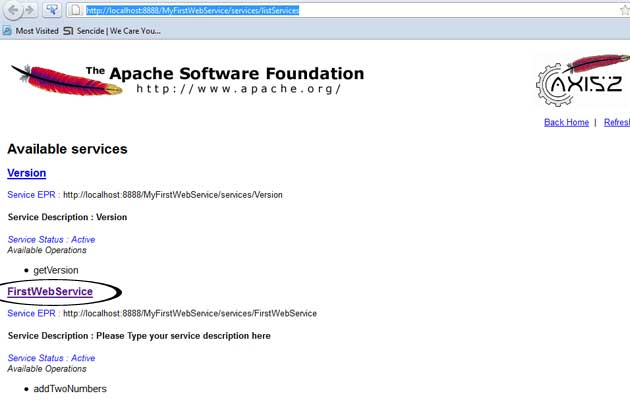 http://localhost:8888/MyFirstWebService/services/listServices
Most Visited Sencide | We Care You...
The Apache Software Foundation
http://www.apache.org/
AXIS2
Back Home | Refresh
Available services
Version
Service EPR : http://localhost:8888/MyFirstWebService/services/Version
Service Description : Version
Service Status : Active
Available Operations
• getVersion
FirstWebService
Service EPR : http://localhost:8888/MyFirstWebService/services/FirstWebService
Service Description : Please Type your service description here
Service Status : Active
Available Operations
• addTwoNumbers